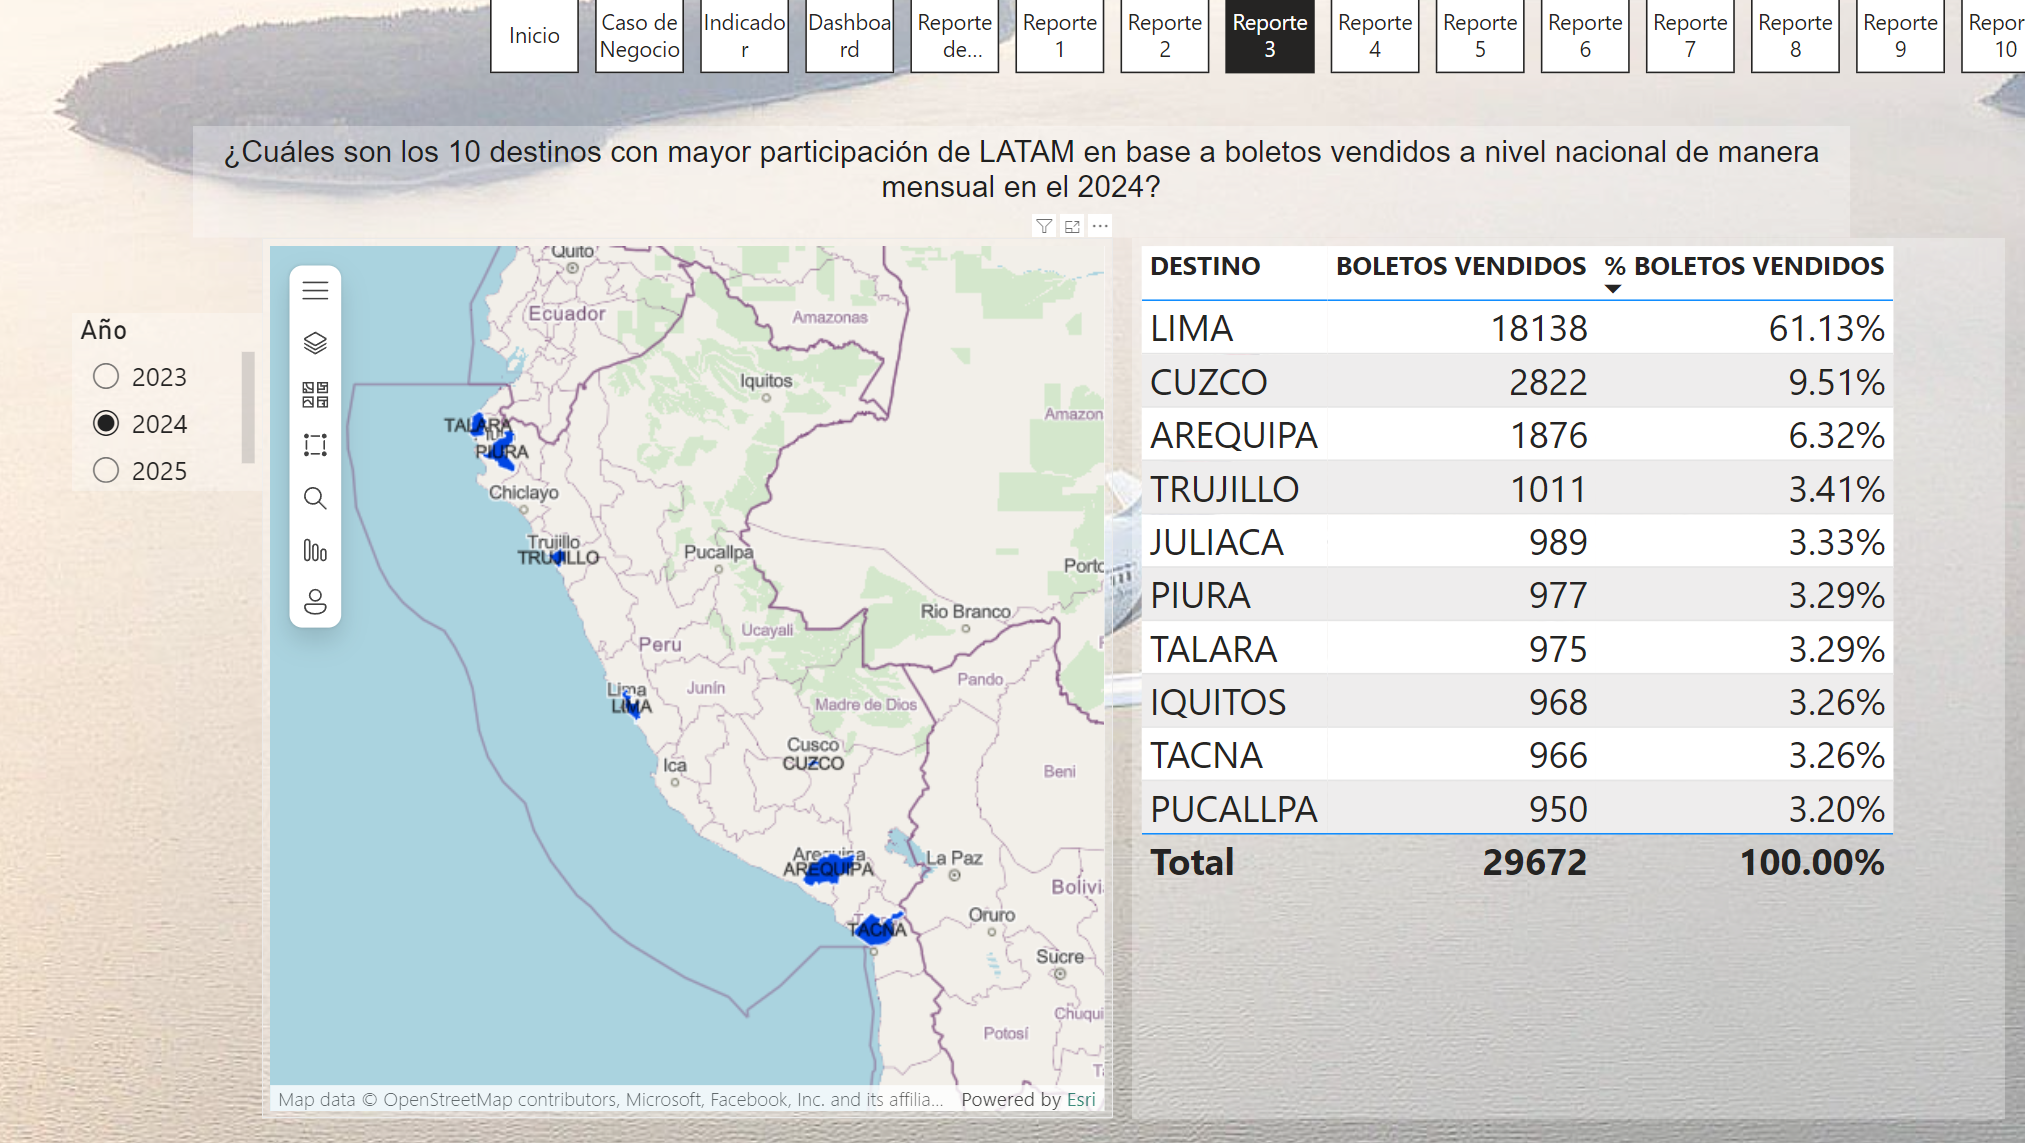 Inicio
Caso de
Negocio
Indicado
r
Dashboa
rd
Reporte
de...
Reporte
1
Reporte
2
Reporte
3
Reporte
4
Reporte
5
Reporte
6
Reporte
7
Reporte
8
Reporte
9
Repor
10
¿Cuáles son los 10 destinos con mayor participación de LATAM en base a boletos vendidos a nivel nacional de manera
mensual en el 2024?
Año
2023
2024
2025
Quito
Ecuador
Amazonas
Iquitos
Amazon
TALARA
PIURA
Chiclayo
Trujillo
TRUJILLO
Pucallpa
Porto
Rio Branco
Ucayali
Peru
Pando
Lima
LIMA
Junín
Madre de Dios
Cusco
CUZCO
Ica
Beni
Arequipa
AREQUIPA
La Paz
Bolivi
Oruro
TACNA
Sucre
Chuqui
Potosí
Map data © OpenStreetMap contributors, Microsoft, Facebook, Inc. and its affilia... Powered by Esri
DESTINO BOLETOS VENDIDOS % BOLETOS VENDIDOS
LIMA 18138 61.13%
CUZCO 2822 9.51%
AREQUIPA 1876 6.32%
TRUJILLO 1011 3.41%
JULIACA 989 3.33%
PIURA 977 3.29%
TALARA 975 3.29%
IQUITOS 968 3.26%
TACNA 966 3.26%
PUCALLPA 950 3.20%
Total 29672 100.00%